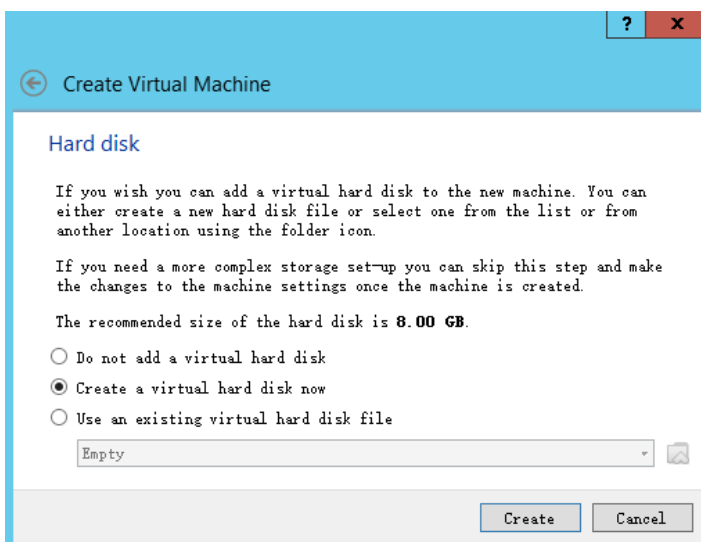 ? x
Create Virtual Machine
Hard disk
If you wish you can add a virtual hard disk to the new machine. You can
either create a new hard disk file or select one from the list or from
another location using the folder icon.
If you need a more complex storage set-up you can skip this step and make
the changes to the machine settings once the machine is created.
The recommended size of the hard disk is 8.00 GB.
Do not add a virtual hard disk
Create a virtual hard disk now
Use an existing virtual hard disk file
Empty
Create Cancel